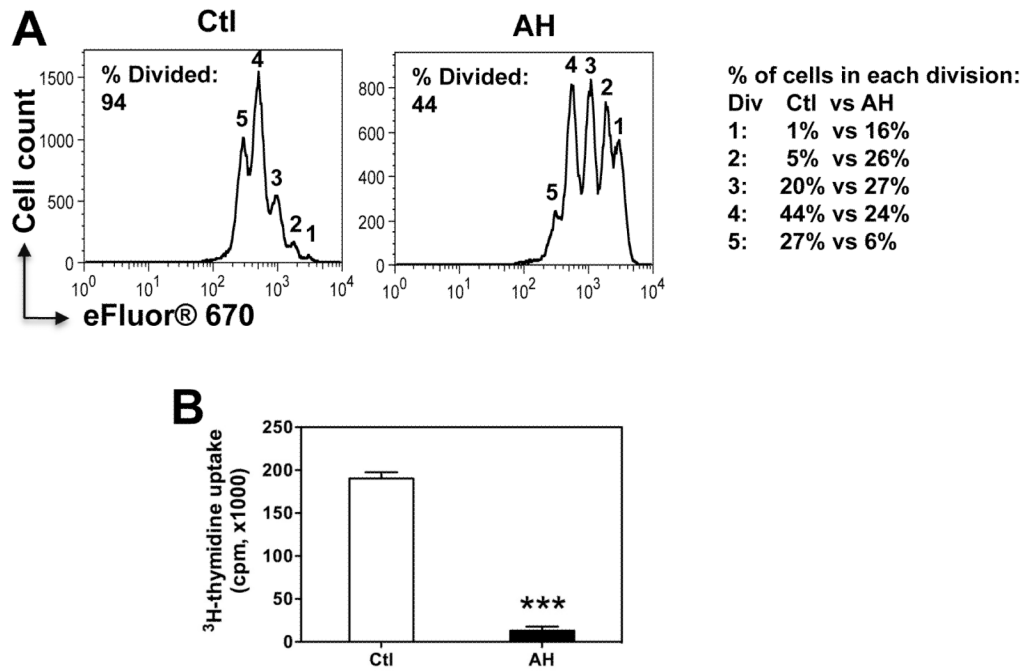 A
Ctl
AH
% Divided:
94
1500
1000
500
0
5
4
3
2
1
10^0 10^1 10^2 10^3 10^4
Cell count
eFluor® 670
% Divided:
44
800
600
400
200
0
5
4
3
2
1
10^0 10^1 10^2 10^3 10^4
% of cells in each division:
Div Ctl vs AH
1: 1% vs 16%
2: 5% vs 26%
3: 20% vs 27%
4: 44% vs 24%
5: 27% vs 6%
B
³H-thymidine uptake
(cpm, x1000)
250
200
150
100
50
0
***
Ctl AH